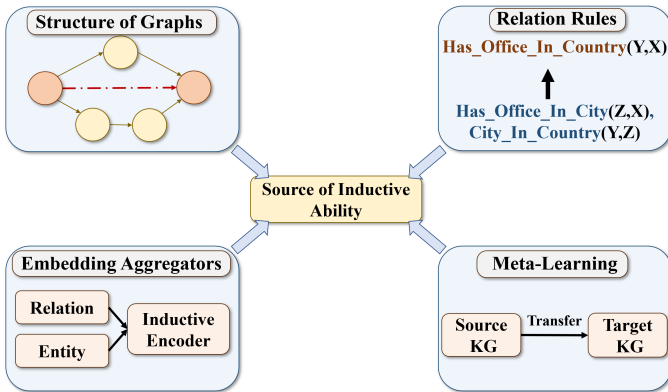 Structure of Graphs
Relation Rules
Has_Office_In_Country(Y,X)
Has_Office_In_City(Z,X),
City_In_Country(Y,Z)
Source of Inductive
Ability
Embedding Aggregators
Relation
Entity
Inductive
Encoder
Meta-Learning
Source
KG
Transfer
Target
KG